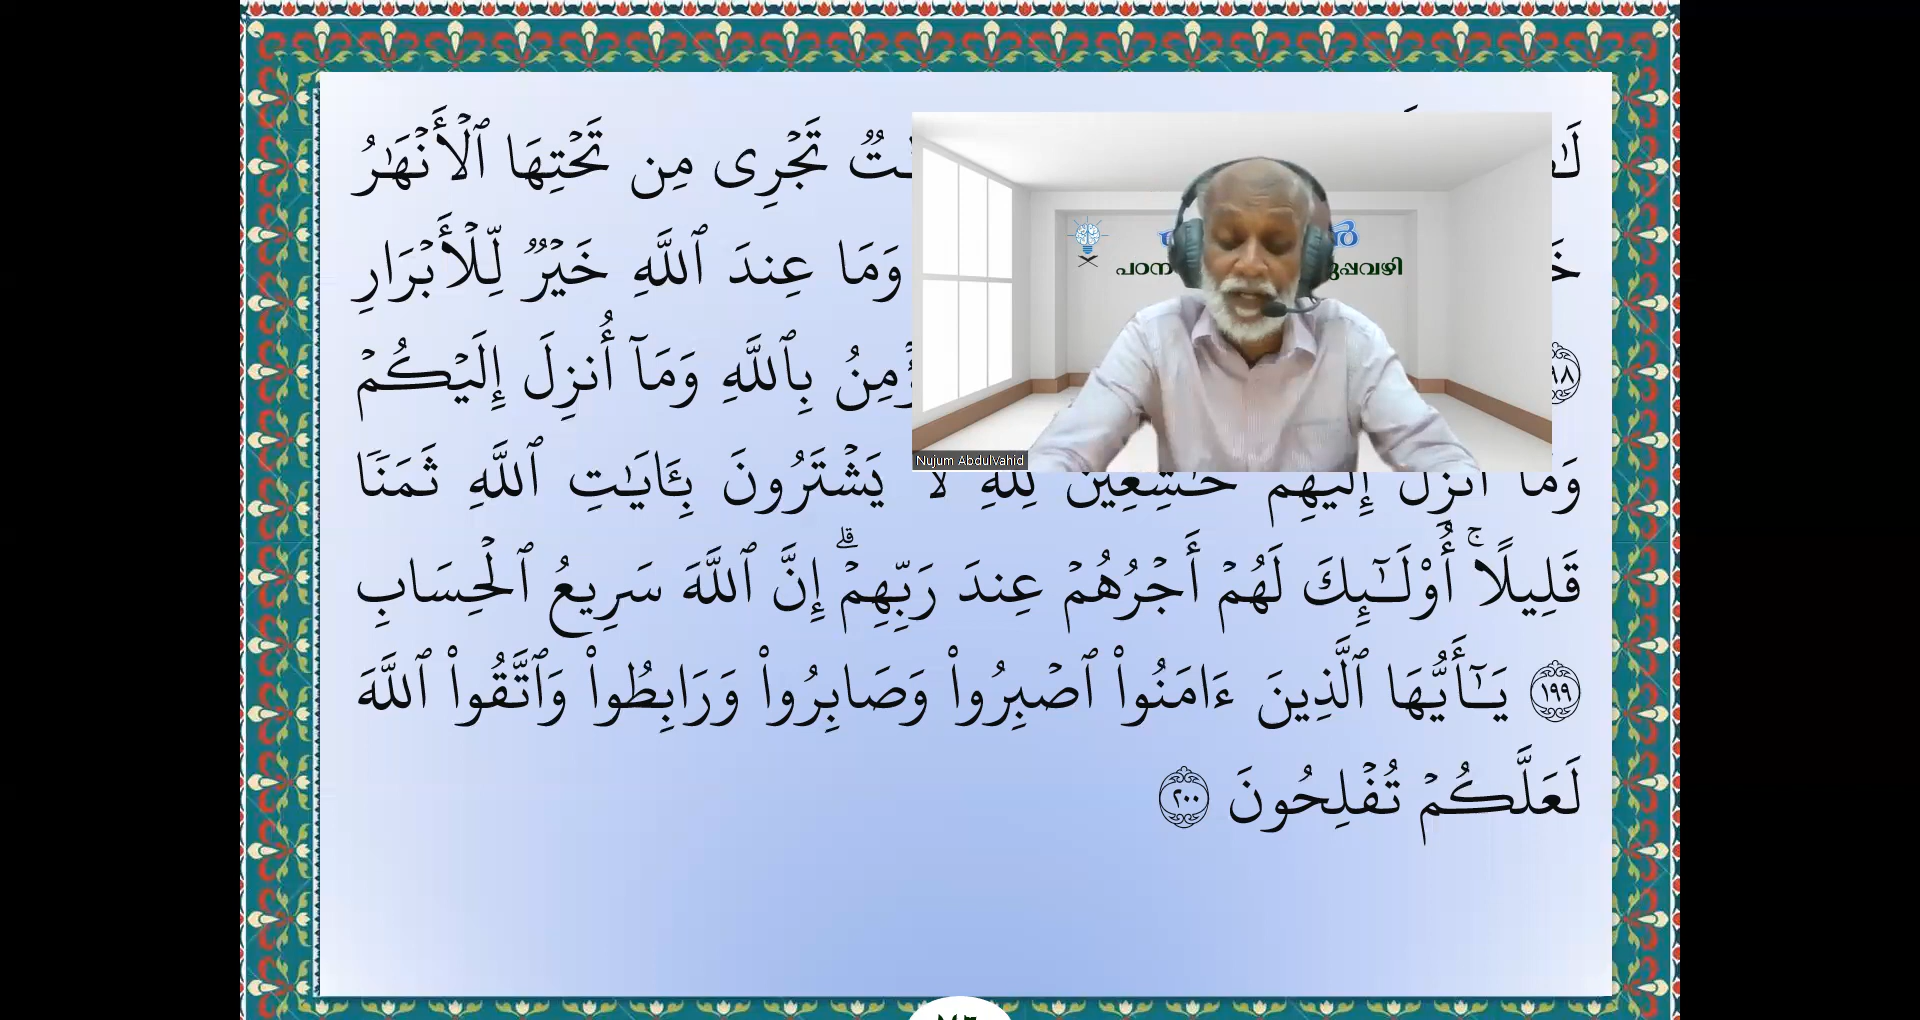 تَجْرِى مِن تَحْتِهَا ٱلْأَنْهَـٰرُ
وَمَا عِندَ ٱللَّهِ خَيْرٌ لِّلْأَبْرَارِ
بِٱللَّهِ وَمَآ أُنزِلَ إِلَيْكُمْ
وَمَآ أُنزِلَ إِلَيْهِمْ خَـٰشِعِينَ لِلَّهِ لَا يَشْتَرُونَ بِـَٔايَـٰتِ ٱللَّهِ ثَمَنًا
قَلِيلًا ۚ أُو۟لَـٰٓئِكَ لَهُمْ أَجْرُهُمْ عِندَ رَبِّهِمْ ۗ إِنَّ ٱللَّهَ سَرِيعُ ٱلْحِسَابِ
١٩٩ يَـٰٓأَيُّهَا ٱلَّذِينَ ءَامَنُوا۟ ٱصْبِرُوا۟ وَصَابِرُوا۟ وَرَابِطُوا۟ وَٱتَّقُوا۟ ٱللَّهَ
لَعَلَّكُمْ تُفْلِحُونَ ٢٠٠
Nujum AbdulVahid